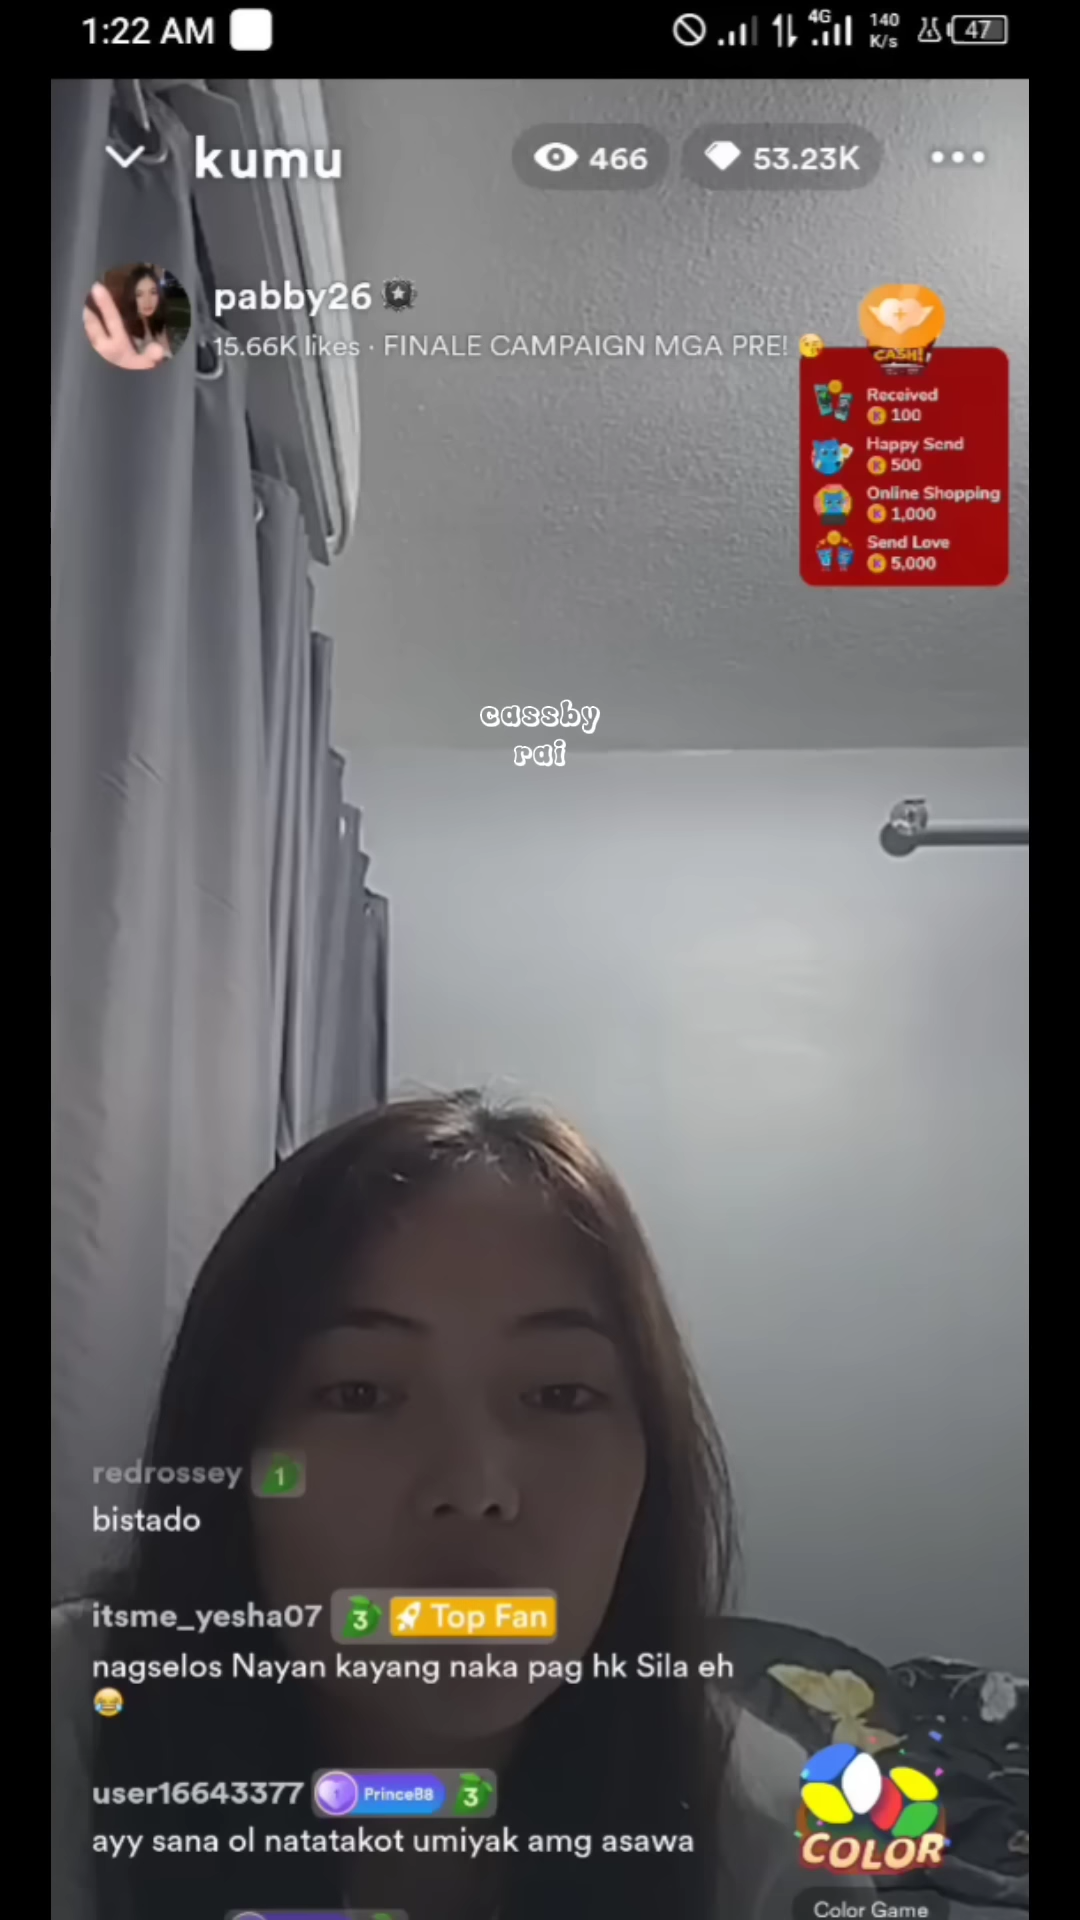 1:22 AM
4G
140
K/s
47
kumu
466
53.23K
pabby26
15.66K likes · FINALE CAMPAIGN MGA PRE! 😘
CASH!
Received
100
Happy Send
500
Online Shopping
1,000
Send Love
5,000
cassby
rai
redrossey 1
bistado
itsme_yesha07 3 Top Fan
nagselos Nayan kayang naka pag hk Sila eh
😂
user16643377 PrinceB8 3
ayy sana ol natatakot umiyak amg asawa
COLOR
Color Game